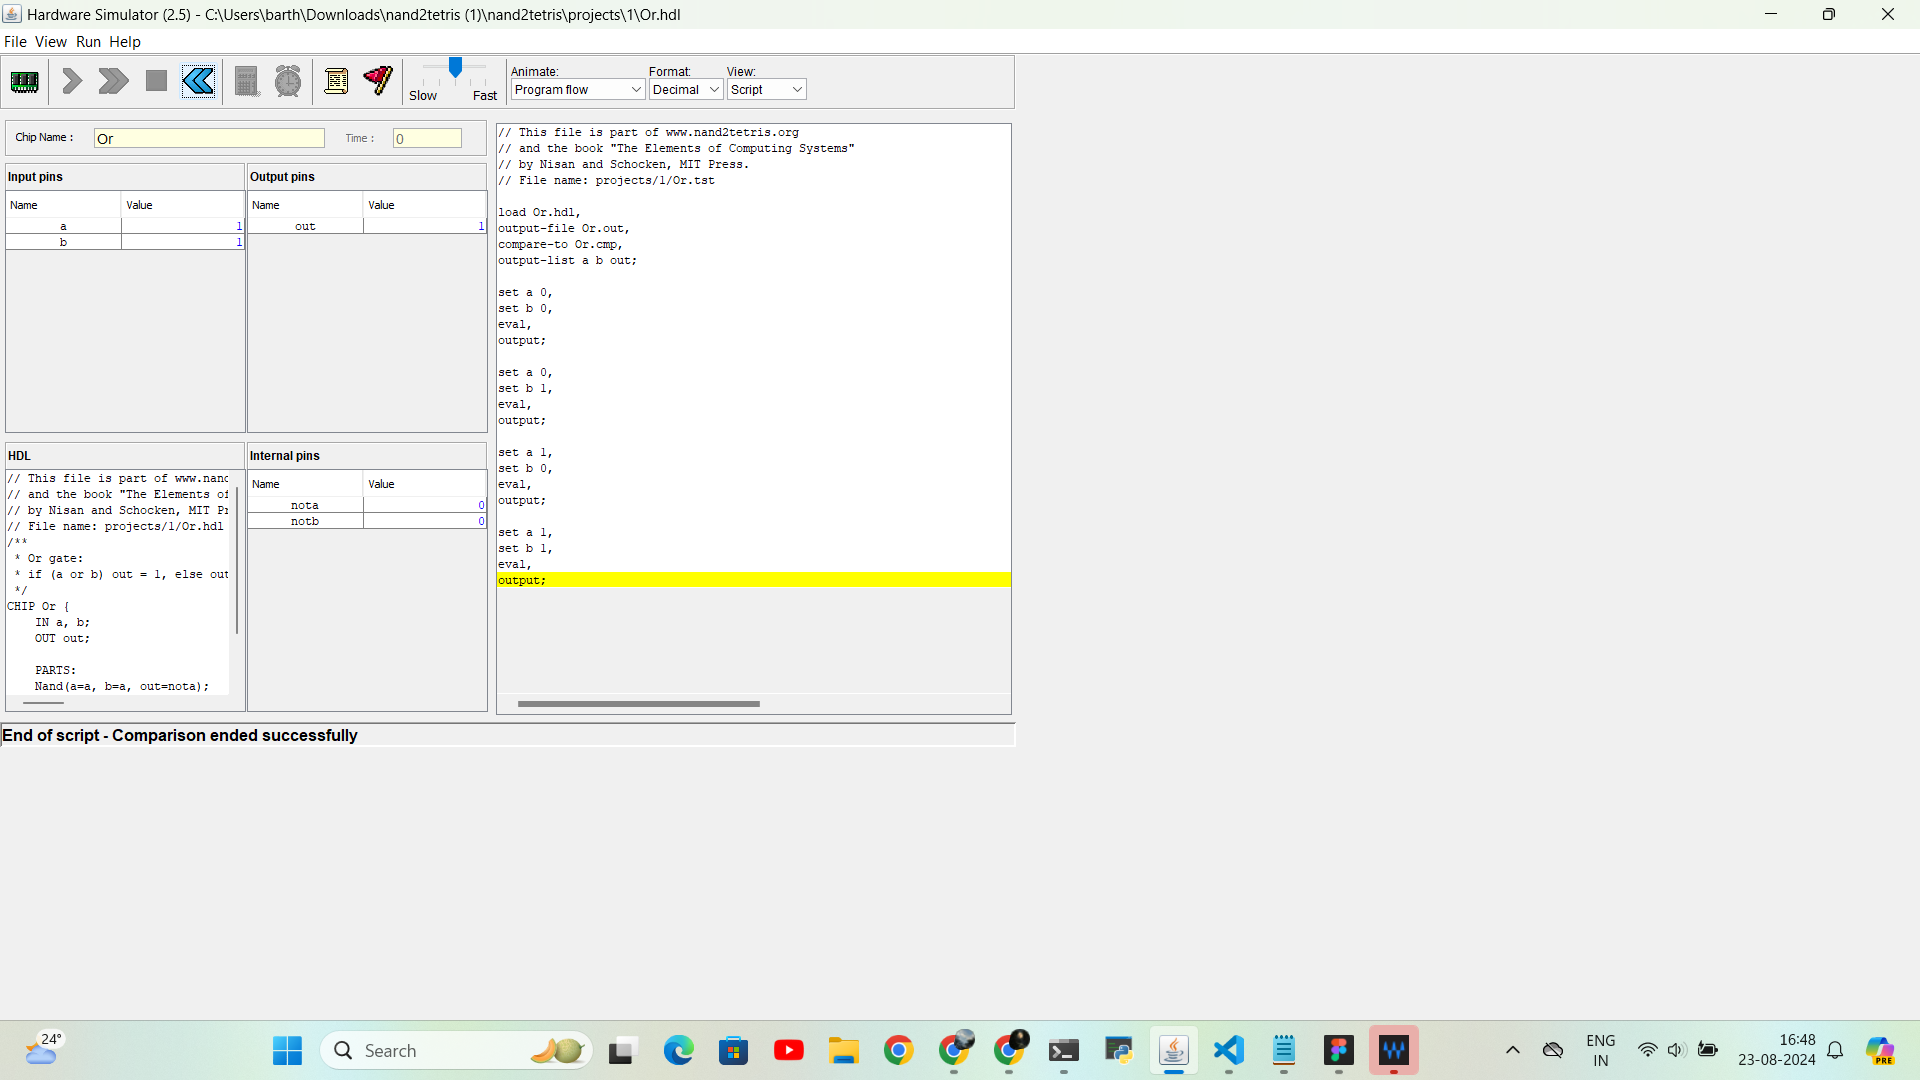 Hardware Simulator (2.5) - C:\Users\barth\Downloads\nand2tetris (1)\nand2tetris\projects\1\Or.hdl
File View Run Help
Slow Fast
Animate:
Program flow
Format:
Decimal
View:
Script
Chip Name :
Or
Time :
0
Input pins
Name Value
a 1
b 1
Output pins
Name Value
out 1
HDL
// This file is part of www.nand
// and the book "The Elements of
// by Nisan and Schocken, MIT Pr
// File name: projects/1/Or.hdl
/**
* Or gate:
* if (a or b) out = 1, else out
*/
CHIP Or {
IN a, b;
OUT out;
PARTS:
Nand(a=a, b=a, out=nota);
Internal pins
Name Value
nota 0
notb 0
// This file is part of www.nand2tetris.org
// and the book "The Elements of Computing Systems"
// by Nisan and Schocken, MIT Press.
// File name: projects/1/Or.tst
load Or.hdl,
output-file Or.out,
compare-to Or.cmp,
output-list a b out;
set a 0,
set b 0,
eval,
output;
set a 0,
set b 1,
eval,
output;
set a 1,
set b 0,
eval,
output;
set a 1,
set b 1,
eval,
output;
End of script - Comparison ended successfully
24°
Search
ENG
IN
16:48
23-08-2024
PRE